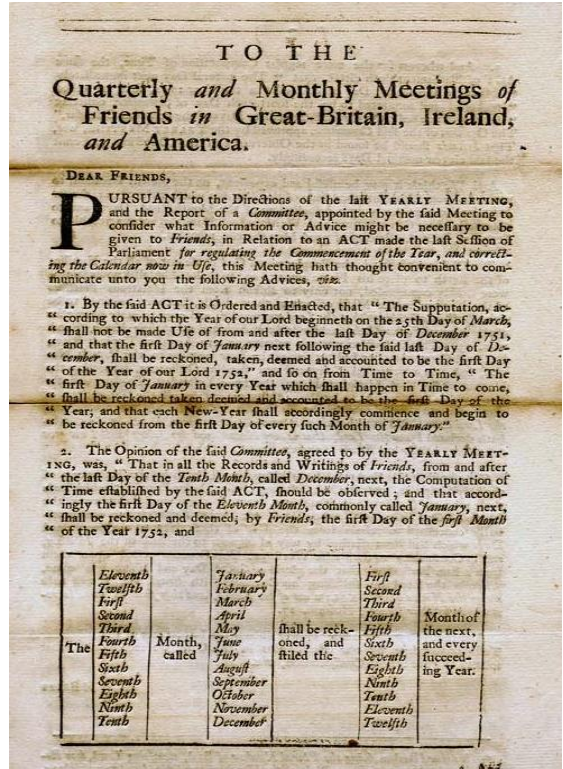 TO THE
Quarterly and Monthly Meetings of
Friends in Great-Britain, Ireland,
and America.
DEAR FRIENDS,
PURSUANT to the Directions of the laſt YEARLY MEETING,
and the Report of a Committee, appointed by the ſaid Meeting to
conſider what Information or Advice might be neceſſary to be
given to Friends, in Relation to an ACT made the laſt Seſſion of
Parliament for regulating the Commencement of the Year, and correct-
ing the Calendar now in Uſe, this Meeting hath thought convenient to com-
municate unto you the following Advices, viz.
1. By the ſaid ACT it is Ordered and Enacted, that “ The Supputation, ac-
“ cording to which the Year of our Lord beginneth on the 25th Day of March,
“ ſhall not be made Uſe of from and after the laſt Day of December 1751,
“ and that the firſt Day of January next following the ſaid laſt Day of De-
“ cember, ſhall be reckoned, taken, deemed and accounted to be the firſt Day
“ of the Year of our Lord 1752,” and ſo on from Time to Time, “ The
“ firſt Day of January in every Year which ſhall happen in Time to come,
“ ſhall be reckoned taken deemed and accounted to be the firſt Day of the
“ Year; and that each New-Year ſhall accordingly commence and begin to
“ be reckoned from the firſt Day of every ſuch Month of January.”
2. The Opinion of the ſaid Committee, agreed to by the YEARLY MEET-
ING, was, “ That in all the Records and Writings of Friends, from and after
“ the laſt Day of the Tenth Month, called December, next, the Computation of
“ Time eſtabliſhed by the ſaid ACT, ſhould be obſerved; and that accord-
“ ingly the firſt Day of the Eleventh Month, commonly called January, next,
“ ſhall be reckoned and deemed; by Friends, the firſt Day of the firſt Month
“ of the Year 1752, and
The
Eleventh
Twelfth
Firſt
Second
Third
Fourth
Fifth
Sixth
Seventh
Eighth
Ninth
Tenth
Month,
called
January
February
March
April
May
June
July
Auguſt
September
October
November
December
ſhall be reck-
oned, and
ſtiled the
Firſt
Second
Third
Fourth
Fifth
Sixth
Seventh
Eighth
Ninth
Tenth
Eleventh
Twelfth
Month of
the next,
and every
ſucceed-
ing Year.